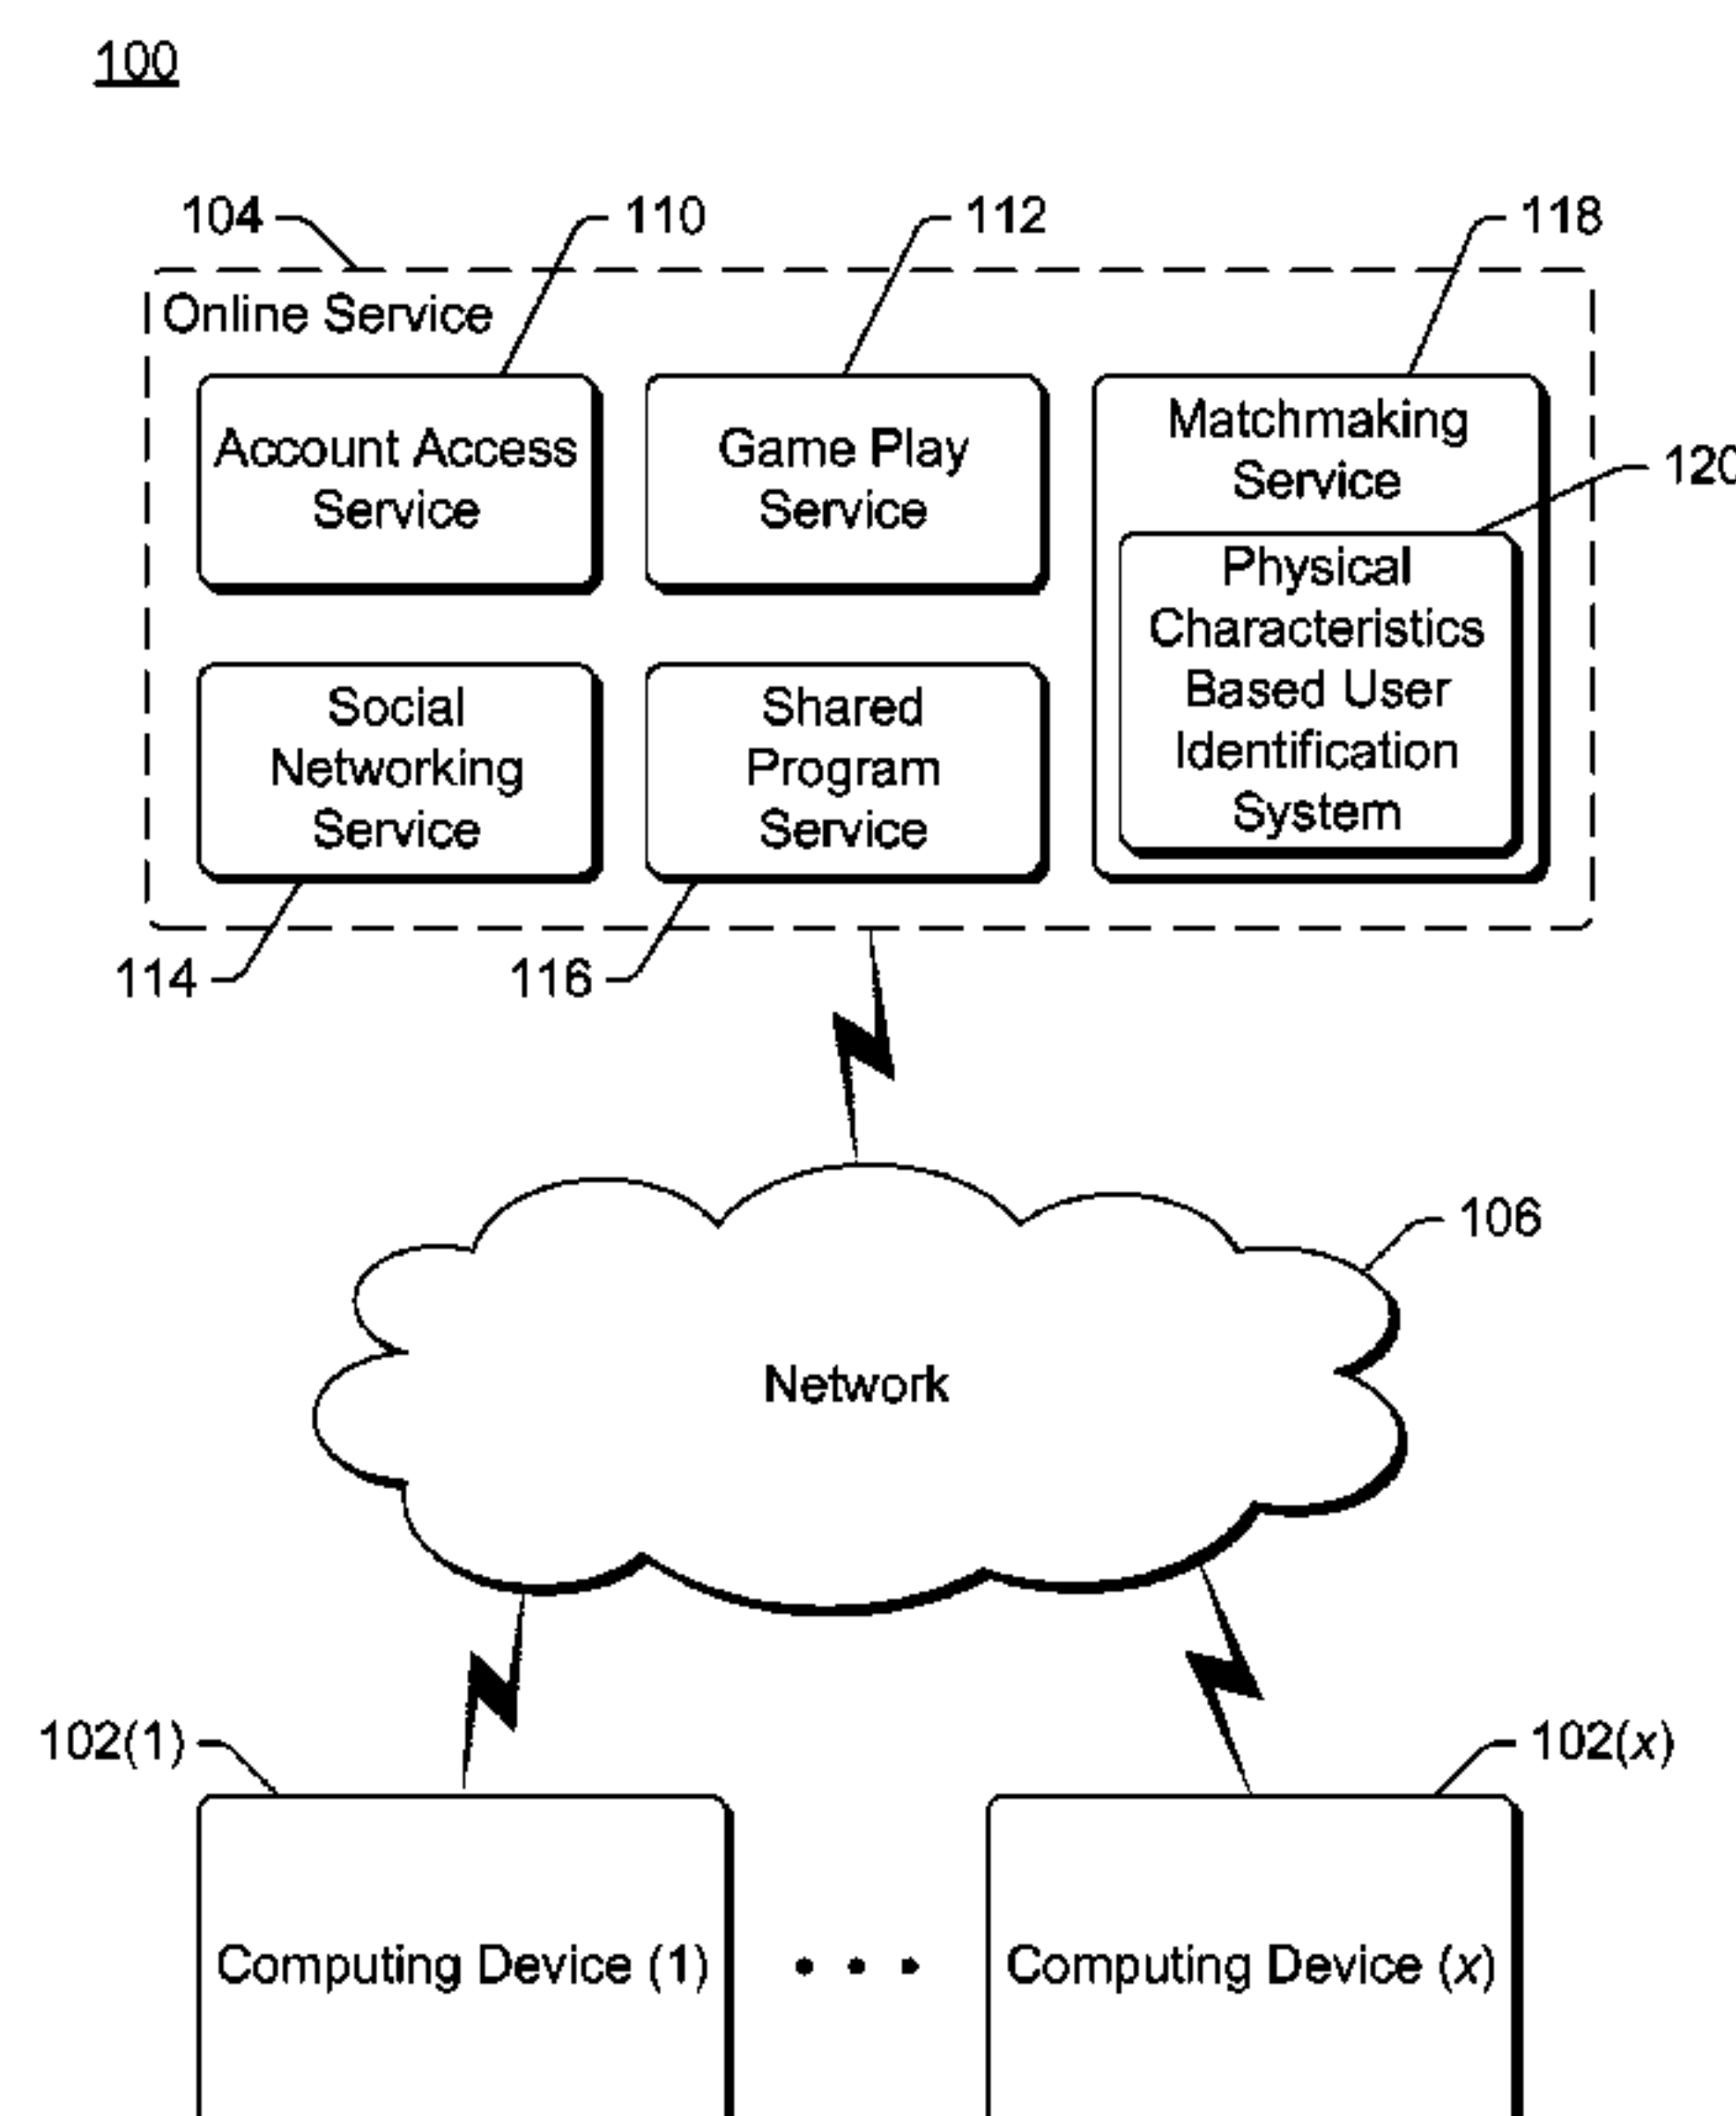 100
104
110
112
118
Online Service
Account Access
Service
Game Play
Service
Matchmaking
Service
120
Physical
Characteristics
Based User
Identification
System
Social
Networking
Service
Shared
Program
Service
114
116
106
Network
102(1)
102(x)
Computing Device (1)
• • •
Computing Device (x)